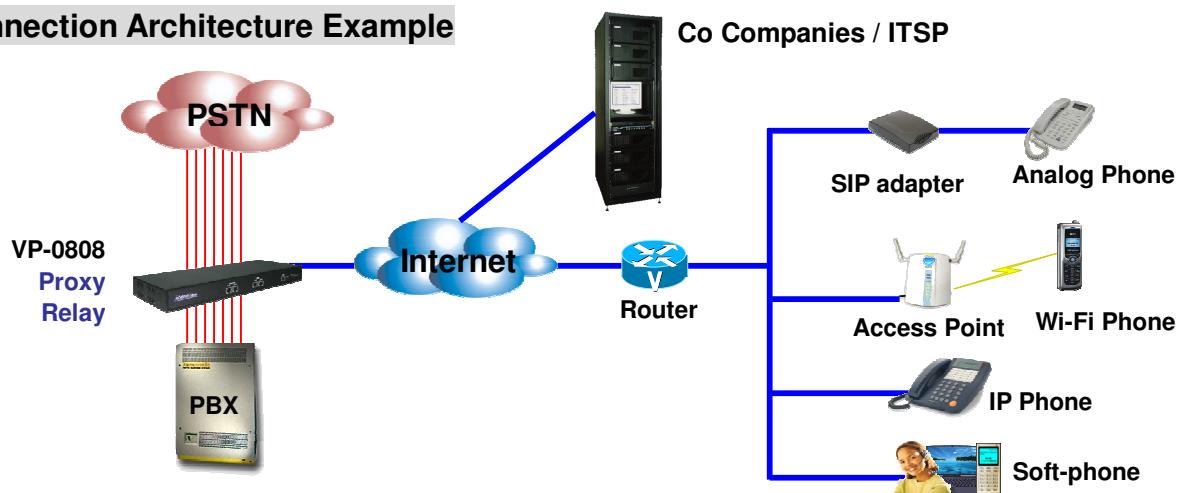 nnection Architecture Example
Co Companies / ITSP
PSTN
SIP adapter
Analog Phone
VP-0808
Proxy
Relay
Internet
V
Router
Access Point
Wi-Fi Phone
PBX
IP Phone
Soft-phone